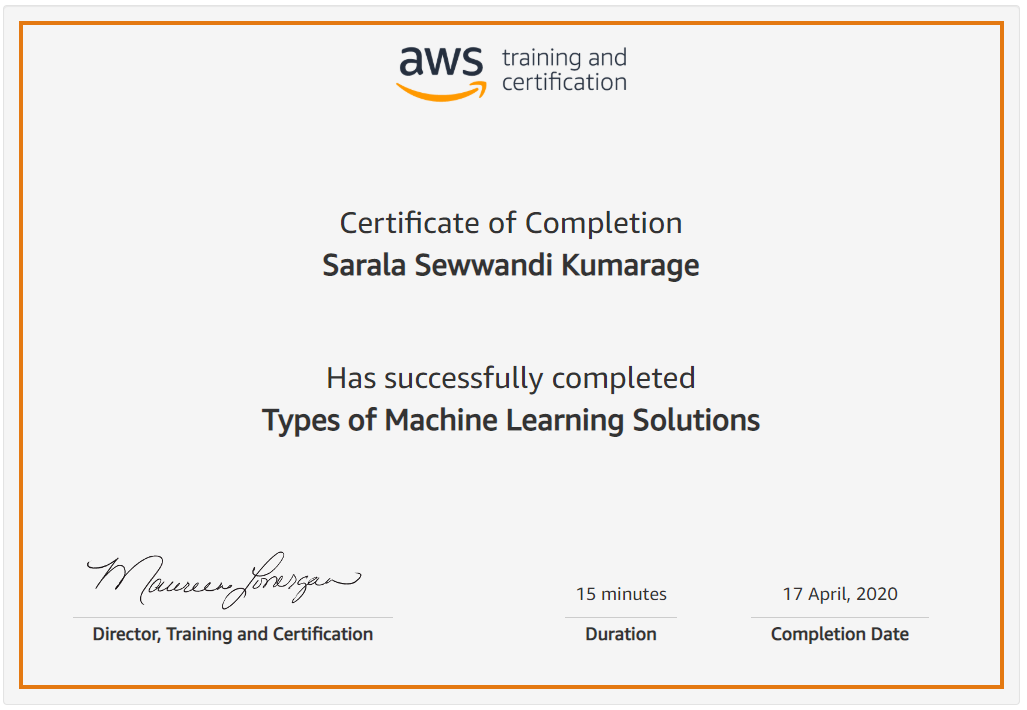 aws training and
certification
Certificate of Completion
Sarala Sewwandi Kumarage
Has successfully completed
Types of Machine Learning Solutions
Maureen Lonergan
15 minutes
17 April, 2020
Director, Training and Certification
Duration
Completion Date